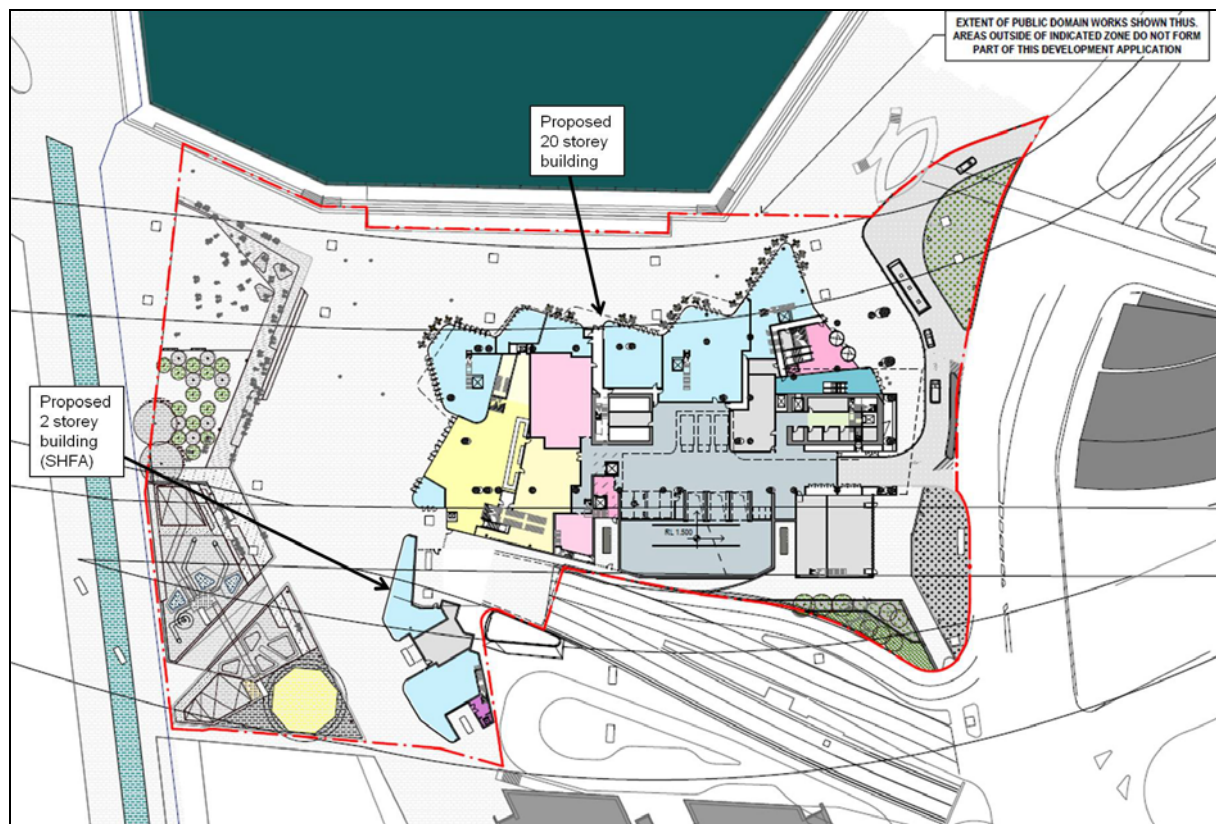 EXTENT OF PUBLIC DOMAIN WORKS SHOWN THUS.
AREAS OUTSIDE OF INDICATED ZONE DO NOT FORM
PART OF THIS DEVELOPMENT APPLICATION
Proposed
20 storey
building
Proposed
2 storey
building
(SHFA)
RL 1.500